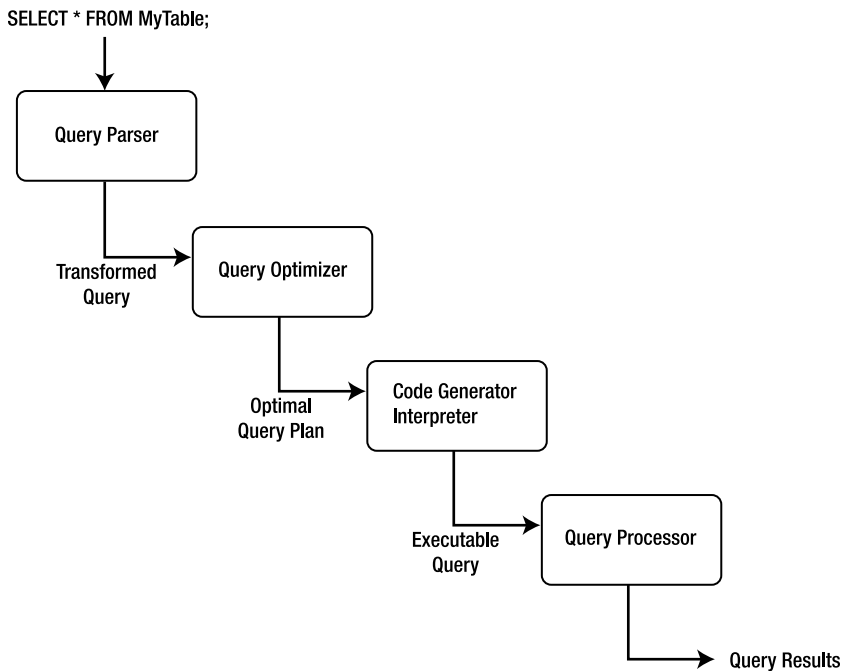 SELECT * FROM MyTable;
Query Parser
Transformed
Query
Query Optimizer
Optimal
Query Plan
Code Generator
Interpreter
Executable
Query
Query Processor
Query Results